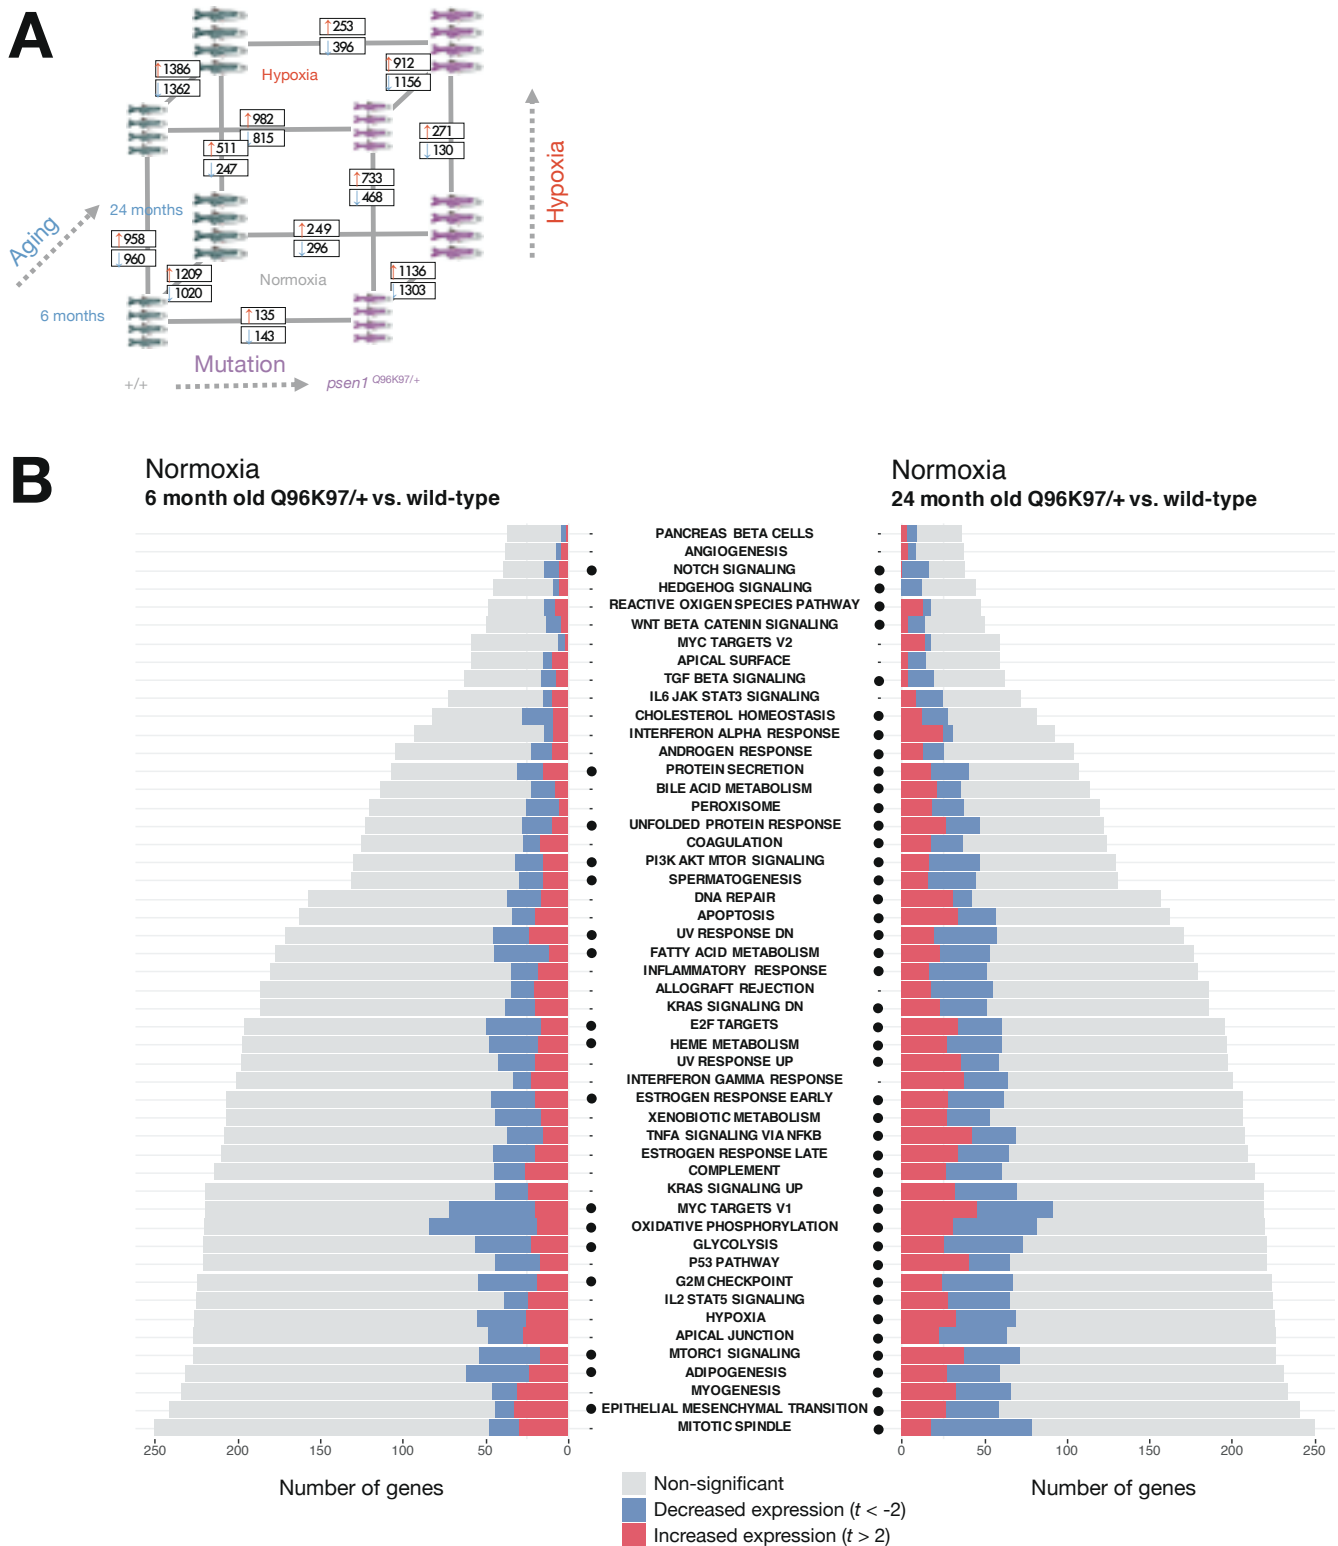 A
↑253
↓396
↑1386
↓1362
Hypoxia
↑912
↓1156
↑982
↓815
↑511
↓247
↑271
↓130
↑733
↓468
Hypoxia
24 months
Aging
↑958
↓960
↑249
↓296
↑1209
↓1020
Normoxia
↑1136
↓1303
6 months
↑135
↓143
Mutation
+/+
psen1 Q96K97/+
B
Normoxia
6 month old Q96K97/+ vs. wild-type
Normoxia
24 month old Q96K97/+ vs. wild-type
- PANCREAS BETA CELLS -
- ANGIOGENESIS -
● NOTCH SIGNALING ●
- HEDGEHOG SIGNALING ●
- REACTIVE OXIGEN SPECIES PATHWAY ●
- WNT BETA CATENIN SIGNALING ●
- MYC TARGETS V2 -
- APICAL SURFACE -
- TGF BETA SIGNALING ●
- IL6 JAK STAT3 SIGNALING -
- CHOLESTEROL HOMEOSTASIS ●
- INTERFERON ALPHA RESPONSE ●
- ANDROGEN RESPONSE ●
● PROTEIN SECRETION ●
- BILE ACID METABOLISM ●
- PEROXISOME ●
● UNFOLDED PROTEIN RESPONSE ●
- COAGULATION ●
● PI3K AKT MTOR SIGNALING ●
● SPERMATOGENESIS ●
- DNA REPAIR ●
- APOPTOSIS ●
● UV RESPONSE DN ●
● FATTY ACID METABOLISM ●
- INFLAMMATORY RESPONSE ●
- ALLOGRAFT REJECTION -
- KRAS SIGNALING DN ●
● E2F TARGETS ●
● HEME METABOLISM ●
- UV RESPONSE UP ●
- INTERFERON GAMMA RESPONSE -
● ESTROGEN RESPONSE EARLY ●
- XENOBIOTIC METABOLISM ●
- TNFA SIGNALING VIA NFKB ●
- ESTROGEN RESPONSE LATE ●
- COMPLEMENT ●
- KRAS SIGNALING UP ●
● MYC TARGETS V1 ●
● OXIDATIVE PHOSPHORYLATION ●
● GLYCOLYSIS ●
- P53 PATHWAY ●
● G2M CHECKPOINT ●
- IL2 STAT5 SIGNALING ●
- HYPOXIA ●
- APICAL JUNCTION ●
● MTORC1 SIGNALING ●
● ADIPOGENESIS ●
- MYOGENESIS ●
● EPITHELIAL MESENCHYMAL TRANSITION ●
- MITOTIC SPINDLE ●
250 200 150 100 50 0
0 50 100 150 200 250
Number of genes
Number of genes
Non-significant
Decreased expression (t < -2)
Increased expression (t > 2)